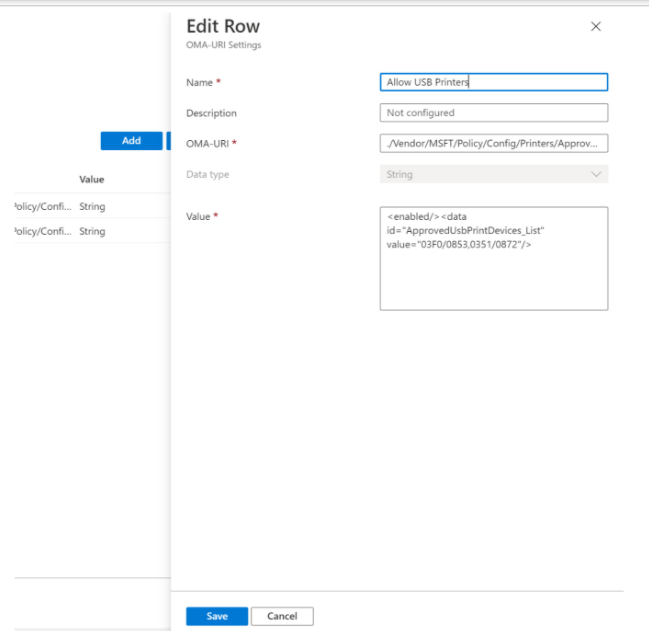 Edit Row
OMA-URI Settings
Name *
Allow USB Printers
Description
Not configured
Add
OMA-URI *
./Vendor/MSFT/Policy/Config/Printers/Approv...
Value
Data type
String
Policy/Confi... String
Policy/Confi... String
Value *
<enabled/><data
id="ApprovedUsbPrintDevices_List"
value="03F0/0853,0351/0872"/>
Save
Cancel